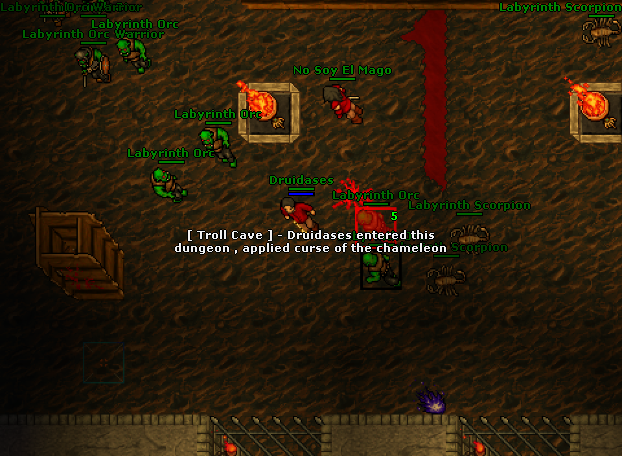 Labyrinth Orc Warrior
Labyrinth Scorpion
Labyrinth Orc
Labyrinth Orc Warrior
No Soy El Mago
Labyrinth Orc
Labyrinth Orc
Druidases
Labyrinth Orc
Labyrinth Scorpion
5
[ Troll Cave ] - Druidases entered this
dungeon , applied curse of the chameleon
Scorpion